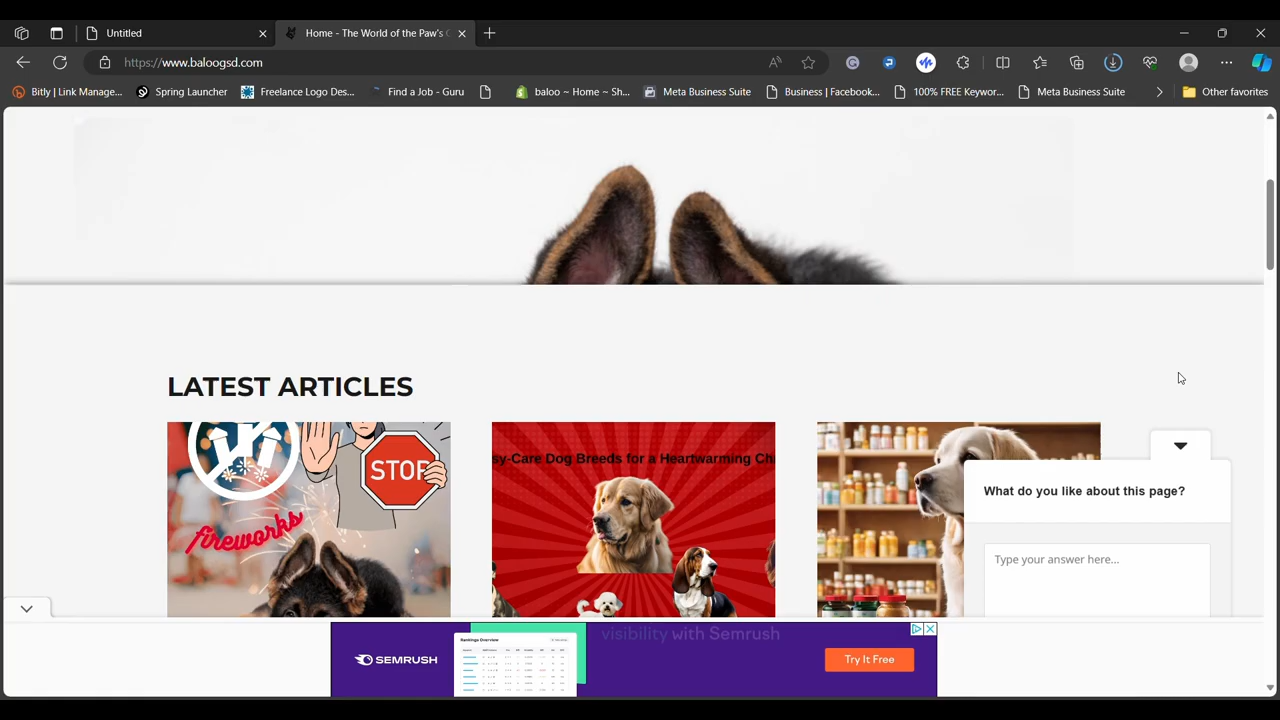 Untitled
Home - The World of the Paw's
https://www.baloogsd.com
Bitly | Link Manage...
Spring Launcher
Freelance Logo Des...
Find a Job - Guru
baloo ~ Home ~ Sh...
Meta Business Suite
Business | Facebook...
100% FREE Keywor...
Meta Business Suite
Other favorites
LATEST ARTICLES
STOP
fireworks
sy-Care Dog Breeds for a Heartwarming Ch
What do you like about this page?
Type your answer here...
SEMRUSH
Rankings Overview
visibility with Semrush
Try It Free